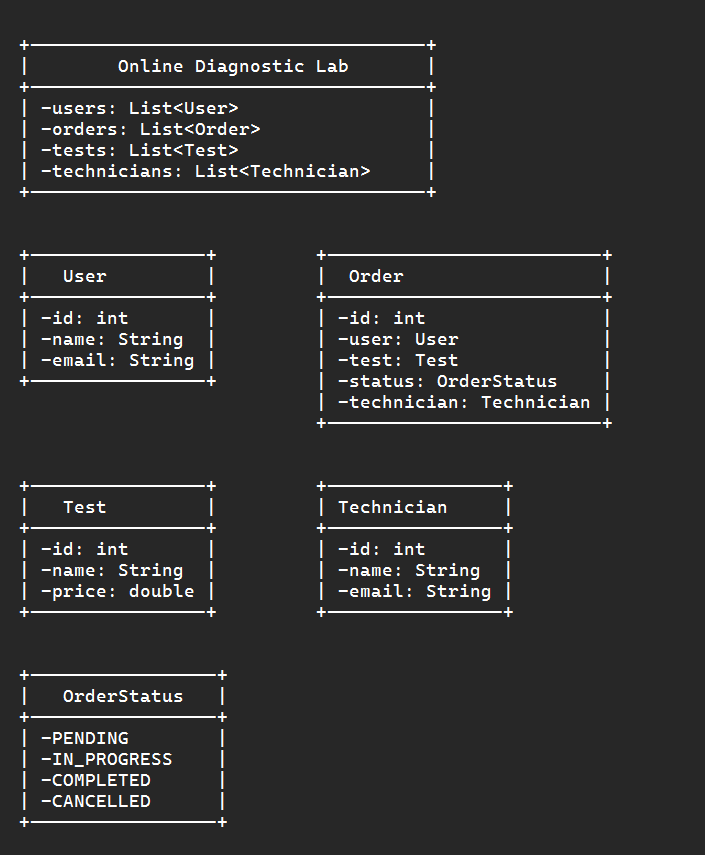 Online Diagnostic Lab
-users: List<User>
-orders: List<Order>
-tests: List<Test>
-technicians: List<Technician>
User
-id: int
-name: String
-email: String
Order
-id: int
-user: User
-test: Test
-status: OrderStatus
-technician: Technician
Test
-id: int
-name: String
-price: double
Technician
-id: int
-name: String
-email: String
OrderStatus
-PENDING
-IN_PROGRESS
-COMPLETED
-CANCELLED